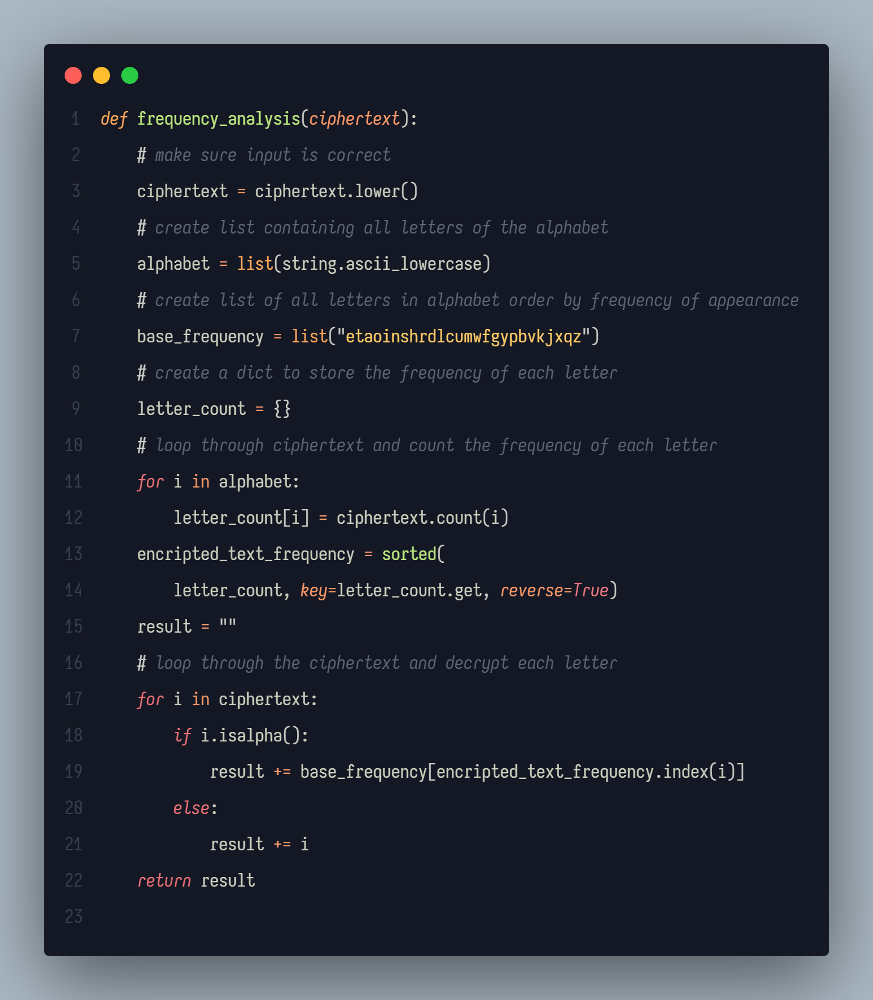 1 def frequency_analysis(ciphertext):
2     # make sure input is correct
3     ciphertext = ciphertext.lower()
4     # create list containing all letters of the alphabet
5     alphabet = list(string.ascii_lowercase)
6     # create list of all letters in alphabet order by frequency of appearance
7     base_frequency = list("etaoinshrdlcumwfgypbvkjxqz")
8     # create a dict to store the frequency of each letter
9     letter_count = {}
10     # loop through ciphertext and count the frequency of each letter
11     for i in alphabet:
12         letter_count[i] = ciphertext.count(i)
13     encripted_text_frequency = sorted(
14         letter_count, key=letter_count.get, reverse=True)
15     result = ""
16     # loop through the ciphertext and decrypt each letter
17     for i in ciphertext:
18         if i.isalpha():
19             result += base_frequency[encripted_text_frequency.index(i)]
20         else:
21             result += i
22     return result
23